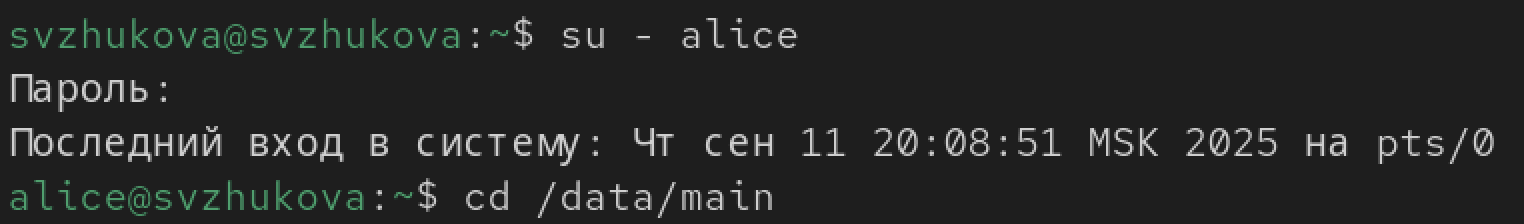 svzhukova@svzhukova:~$ su - alice
Пароль:
Последний вход в систему: Чт сен 11 20:08:51 MSK 2025 на pts/0
alice@svzhukova:~$ cd /data/main